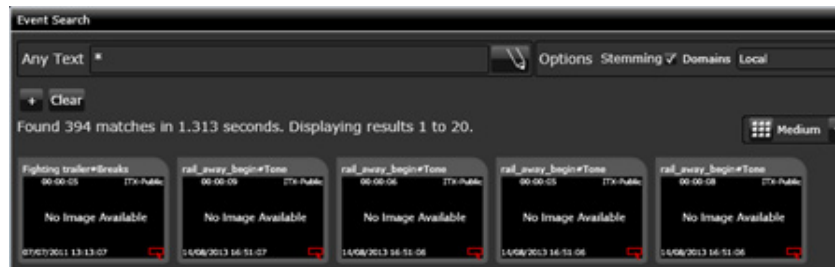 Event Search
Any Text * Options Stemming Domains Local
+ Clear
Found 394 matches in 1.313 seconds. Displaying results 1 to 20.
Medium
Fighting trailer#Breaks
00:00:05 ITX-Public
No Image Available
07/07/2011 13:13:07
rail_away_begin#Tone
00:00:09 ITX-Public
No Image Available
14/08/2013 16:51:07
rail_away_begin#Tone
00:00:06 ITX-Public
No Image Available
14/08/2013 16:51:06
rail_away_begin#Tone
00:00:05 ITX-Public
No Image Available
14/08/2013 16:51:06
rail_away_begin#Tone
00:00:08 ITX-Public
No Image Available
14/08/2013 16:51:06